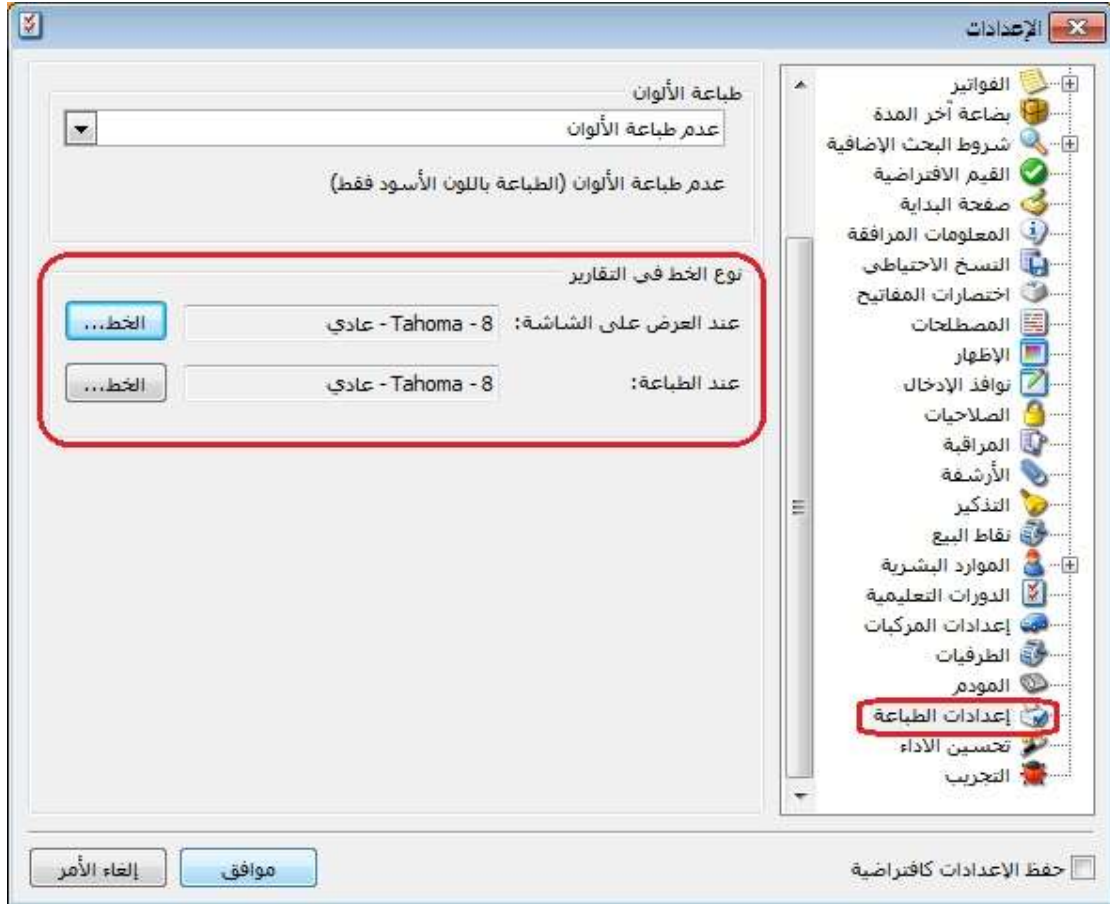 الإعدادات
الفواتير
بضاعة آخر المدة
شروط البحث الإضافية
القيم الافتراضية
صفحة البداية
المعلومات المرافقة
النسخ الاحتياطي
اختصارات المفاتيح
المصطلحات
الإظهار
نوافذ الإدخال
الصلاحيات
المراقبة
الأرشفة
التذكير
نقاط البيع
الموارد البشرية
الدورات التعليمية
إعدادات المركبات
الطرفيات
المودم
إعدادات الطباعة
تحسين الاداء
التجريب
طباعة الألوان
عدم طباعة الألوان
عدم طباعة الألوان (الطباعة باللون الأسود فقط)
نوع الخط في التقارير
عند العرض على الشاشة: Tahoma - 8 - عادي الخط...
عند الطباعة: Tahoma - 8 - عادي الخط...
حفظ الإعدادات كافتراضية موافق إلغاء الأمر